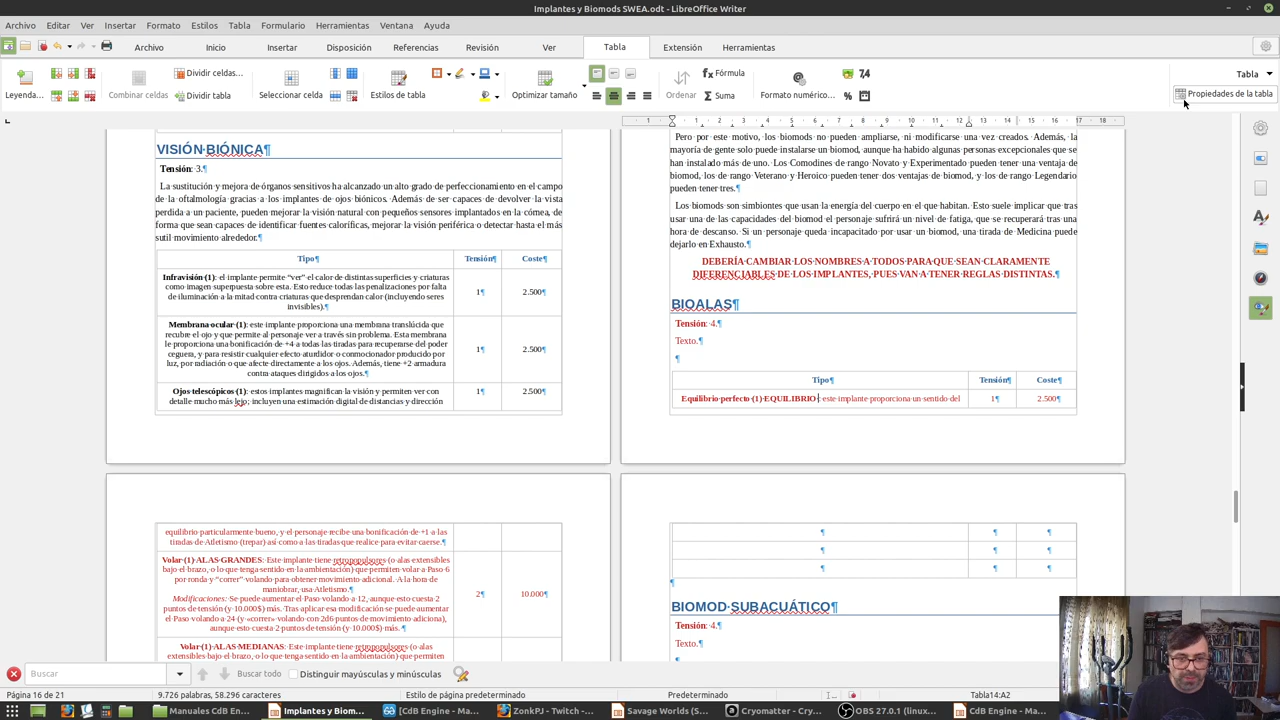 Implantes y Biomods SWEA.odt - LibreOffice Writer
Archivo Editar Ver Insertar Formato Estilos Tabla Formulario Herramientas Ventana Ayuda
Archivo Inicio Insertar Disposición Referencias Revisión Ver Tabla Extensión Herramientas
Leyenda... Combinar celdas Dividir celdas... Dividir tabla Seleccionar celda Estilos de tabla Optimizar tamaño Ordenar Fórmula Suma Formato numérico... Tabla
Propiedades de la tabla
VISIÓN·BIÓNICA¶
Tensión: 3.¶
La sustitución y mejora de órganos sensitivos ha alcanzado un alto grado de perfeccionamiento en el campo
de la oftalmología gracias a los implantes de ojos biónicos. Además de ser capaces de devolver la vista
perdida a un paciente, pueden mejorar la visión natural con pequeños sensores implantados en la córnea, de
forma que sean capaces de identificar fuentes caloríficas, mejorar la visión periférica o detectar hasta el más
sutil movimiento alrededor.¶
Tipo¶ Tensión¶ Coste¶
Infravisión (1): el implante permite “ver” el calor de distintas superficies y criaturas
como imagen superpuesta sobre esta. Esto reduce todas las penalizaciones por falta
de iluminación a la mitad contra criaturas que desprendan calor (incluyendo seres
invisibles).¶
1¶ 2.500¶
Membrana ocular (1): este implante proporciona una membrana translúcida que
recubre el ojo y que permite al personaje ver a través sin problema. Esta membrana
le proporciona una bonificación de +4 a todas las tiradas para recuperarse del poder
ceguera, y para resistir cualquier efecto aturdidor o conmocionador producido por
luz, por radiación o que afecte directamente a los ojos. Además, tiene +2 armadura
contra ataques dirigidos a los ojos.¶
1¶ 2.500¶
Ojos telescópicos (1): estos implantes magnifican la visión y permiten ver con
detalle mucho más lejos; incluyen una estimación digital de distancias y dirección
1¶ 2.500¶
Pero por este motivo, los biomods no pueden ampliarse, ni modificarse una vez creados. Además, la
mayoría de gente solo puede instalarse un biomod, aunque ha habido algunas personas excepcionales que se
han instalado más de uno. Los Comodines de rango Novato y Experimentado pueden tener una ventaja de
biomod, los de rango Veterano y Heroico pueden tener dos ventajas de biomod, y los de rango Legendario
pueden tener tres.¶
Los biomods son simbiontes que usan la energía del cuerpo en el que habitan. Esto suele implicar que tras
usar una de las capacidades del biomod el personaje sufrirá un nivel de fatiga, que se recuperará tras una
hora de descanso. Si un personaje queda incapacitado por usar un biomod, una tirada de Medicina puede
dejarlo en Exhausto.¶
DEBERÍA·CAMBIAR·LOS·NOMBRES·A·TODOS·PARA·QUE·SEAN·CLARAMENTE
DIFERENCIABLES·DE·LOS·IMPLANTES,·PUES·VAN·A·TENER·REGLAS·DISTINTAS.¶
BIOALAS¶
Tensión: 4.¶
Texto.¶
¶
Tipo¶ Tensión¶ Coste¶
Equilibrio·perfecto·(1)·EQUILIBRIO·: este implante proporciona un sentido del
1¶ 2.500¶
equilibrio particularmente bueno, y el personaje recibe una bonificación de +1 a las
tiradas de Atletismo (trepar) así como a las tiradas que realice para evitar caerse.¶
Volar (1) ALAS GRANDES: Este implante tiene retropropulsores (o alas extensibles
bajo el brazo, o lo que tenga sentido en la ambientación) que permiten volar a Paso 6
por ronda y “correr” volando para obtener movimiento adicional. A la hora de
maniobrar, usa Atletismo.¶
Modificaciones: Se puede aumentar el Paso volando a 12, aunque esto cuesta 2
puntos de tensión (y 10.000$) más. Tras aplicar esa modificación se puede aumentar
el Paso volando a 24 (y «correr» volando con 2d6 puntos de movimiento adicional),
aunque esto cuesta 2 puntos de tensión (y 10.000$) más. ¶
2¶ 10.000¶
Volar (1) ALAS MEDIANAS: Este implante tiene retropropulsores (o alas
extensibles bajo el brazo, o lo que tenga sentido en la ambientación) que permiten
BIOMOD·SUBACUÁTICO¶
Tensión: 4.¶
Texto.¶
Buscar Buscar todo Distinguir mayúsculas y minúsculas
Página 16 de 21 9.726 palabras, 58.296 caracteres Estilo de página predeterminado Predeterminado Tabla14:A2
Manuales CdB En... Implantes y Biom... [CdB Engine - Ma... ZonkPJ - Twitch -... Savage Worlds (S... Cryomatter - Cry... OBS 27.0.1 (linux... CdB Engine - Ma...